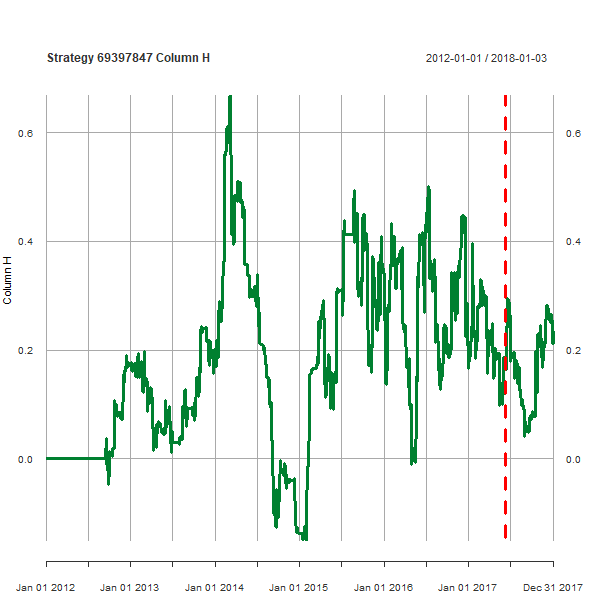 Strategy 69397847 Column H
2012-01-01 / 2018-01-03
0.6
0.6
0.4
0.4
Column H
0.2
0.2
0.0
0.0
Jan 01 2012
Jan 01 2013
Jan 01 2014
Jan 01 2015
Jan 01 2016
Jan 01 2017
Dec 31 2017